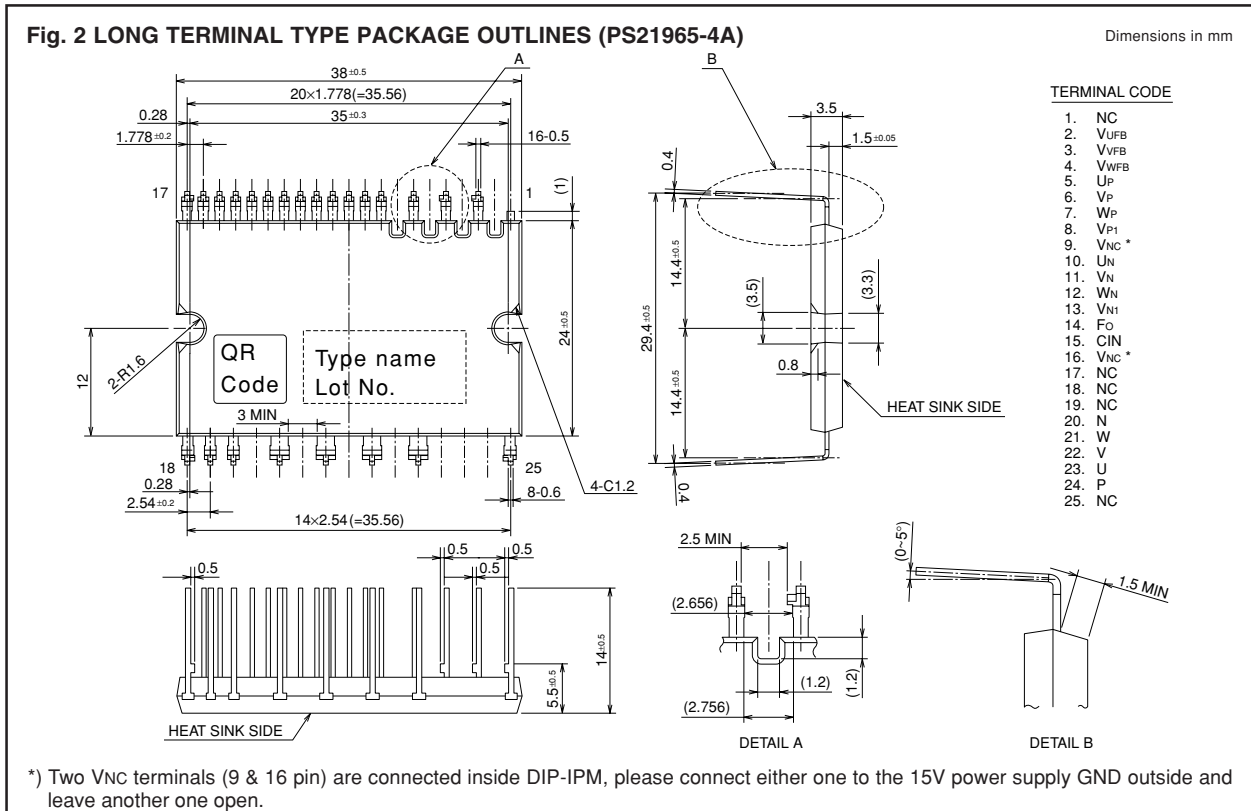 Fig. 2 LONG TERMINAL TYPE PACKAGE OUTLINES (PS21965-4A)
Dimensions in mm
A
B
38±0.5
20×1.778(=35.56)
35±0.3
0.28
1.778±0.2
16-0.5
17
1
(1)
2-R1.6
12
QR
Code
Type name
Lot No.
3 MIN
24±0.5
18
25
0.28
2.54±0.2
4-C1.2
8-0.6
14×2.54(=35.56)
3.5
1.5±0.05
0.4
29.4±0.5
14.4±0.5
14.4±0.5
(3.5)
(3.3)
0.8
HEAT SINK SIDE
0.4
TERMINAL CODE
1. NC
2. VUFB
3. VVFB
4. VWFB
5. UP
6. VP
7. WP
8. VP1
9. VNC *
10. UN
11. VN
12. WN
13. VN1
14. FO
15. CIN
16. VNC *
17. NC
18. NC
19. NC
20. N
21. W
22. V
23. U
24. P
25. NC
0.5
0.5
0.5
0.5
14±0.5
5.5±0.5
HEAT SINK SIDE
2.5 MIN
(2.656)
(1.2)
(1.2)
(2.756)
DETAIL A
(0~5°)
1.5 MIN
DETAIL B
*) Two VNC terminals (9 & 16 pin) are connected inside DIP-IPM, please connect either one to the 15V power supply GND outside and
leave another one open.